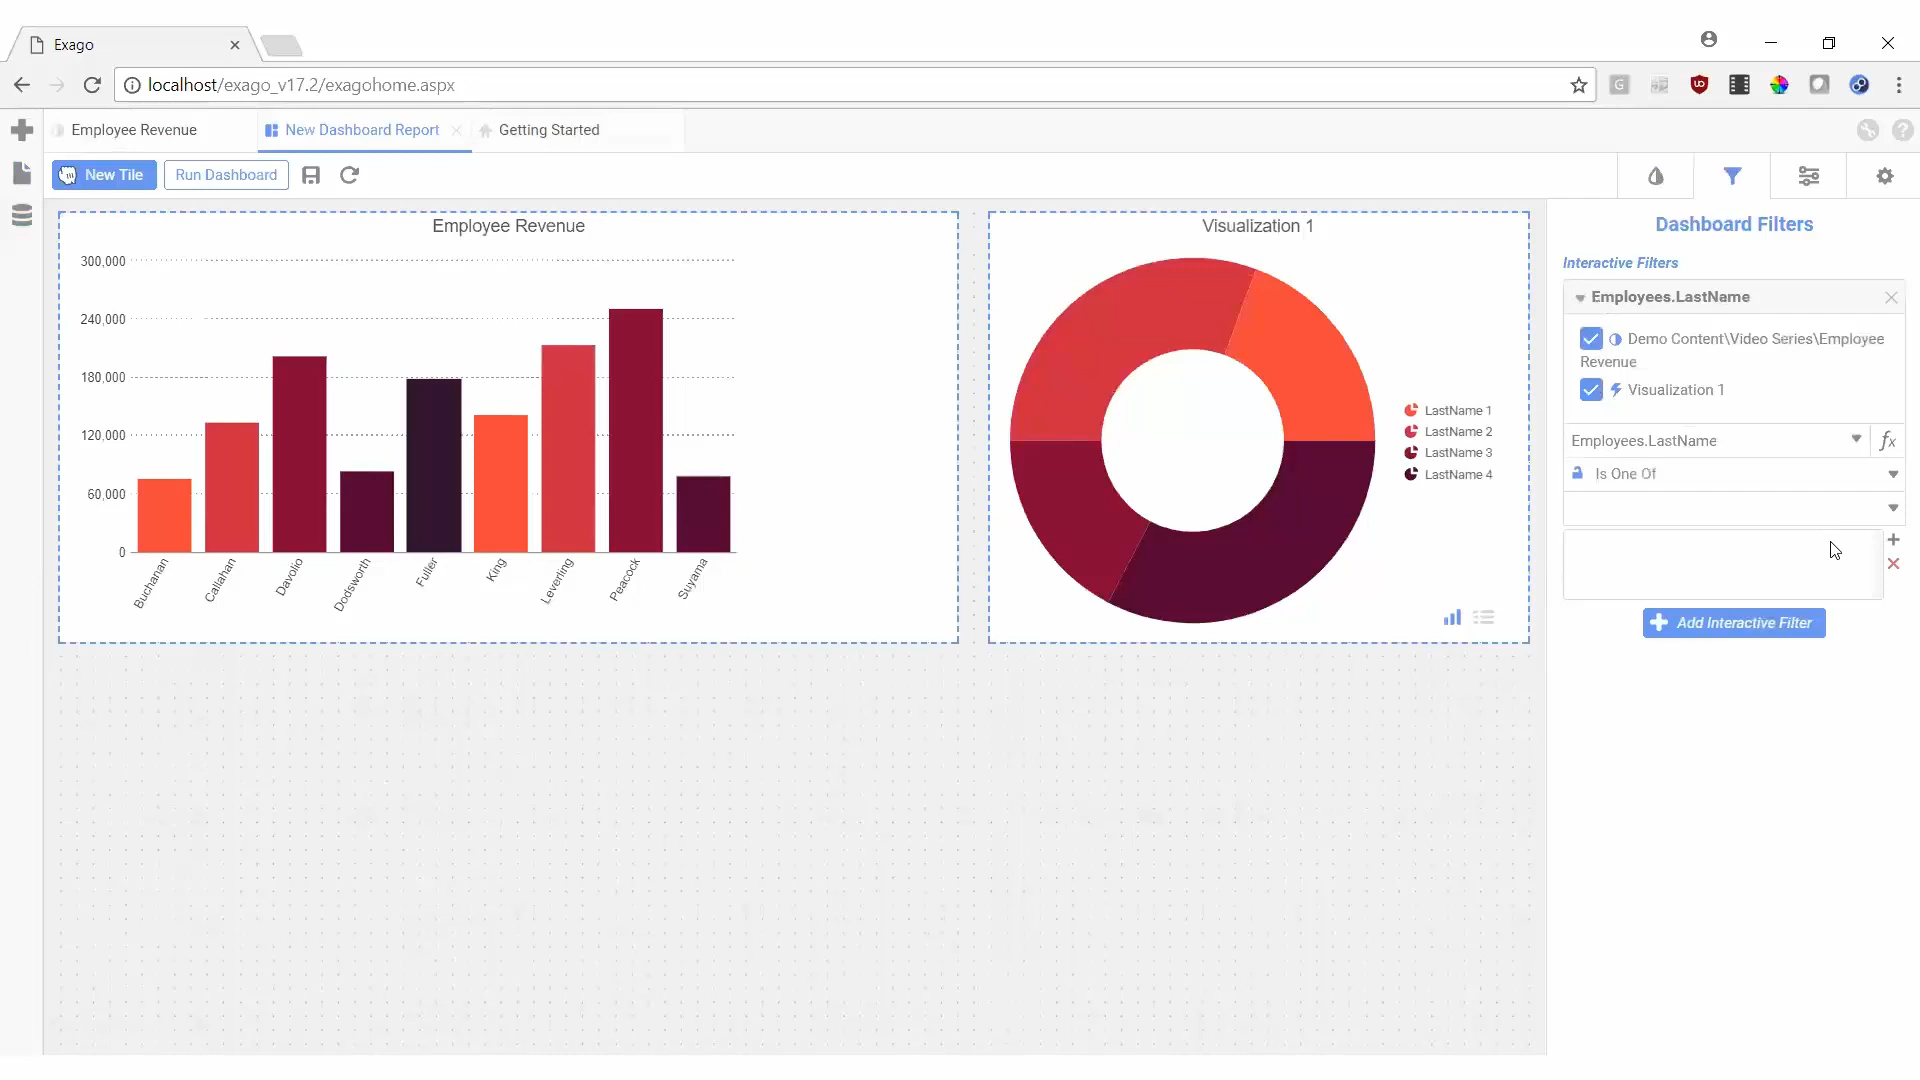 Exago
localhost/exago_v17.2/exagohome.aspx
Employee Revenue
New Dashboard Report
Getting Started
New Tile
Run Dashboard
Employee Revenue
300,000
240,000
180,000
120,000
60,000
0
Buchanan
Callahan
Davolio
Dodsworth
Fuller
King
Leverling
Peacock
Suyama
Visualization 1
LastName 1
LastName 2
LastName 3
LastName 4
Dashboard Filters
Interactive Filters
Employees.LastName
Demo Content\Video Series\Employee
Revenue
Visualization 1
Employees.LastName
fx
Is One Of
Add Interactive Filter